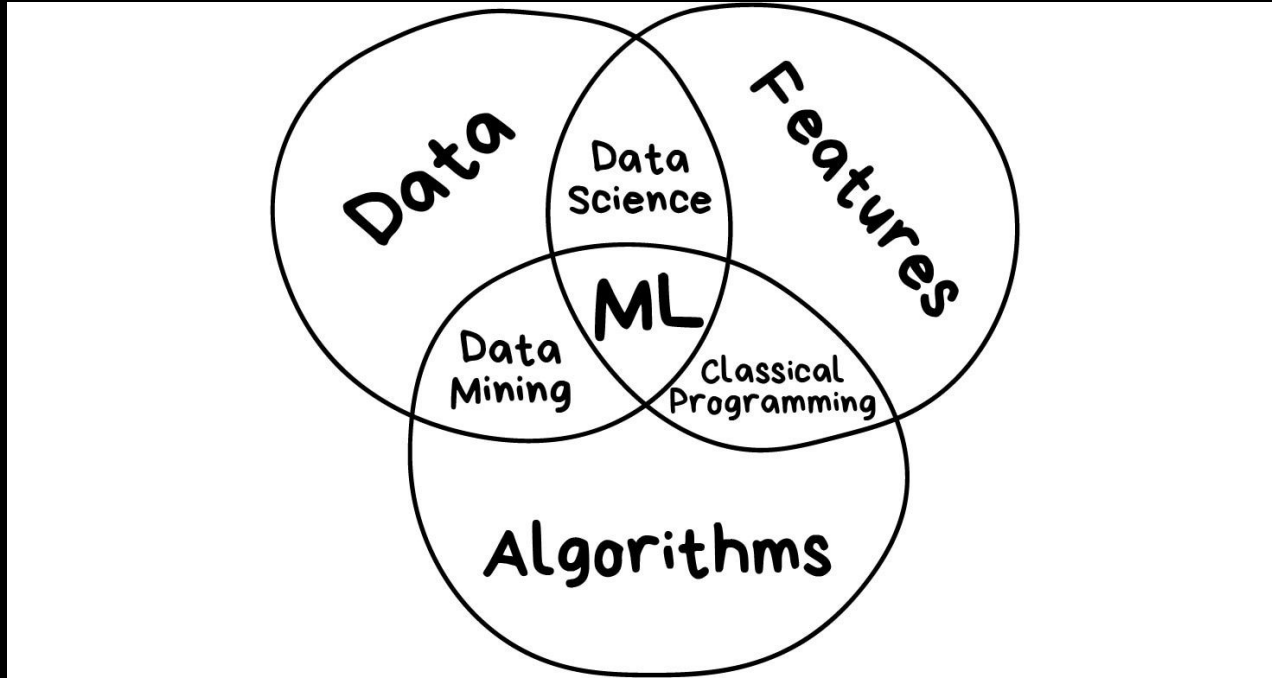 Data
Features
Data
Science
ML
Data
Mining
Classical
Programming
Algorithms